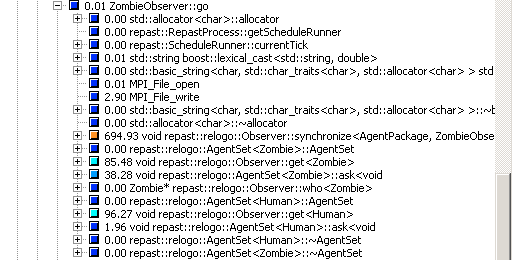 0.01 ZombieObserver::go
0.00 std::allocator<char>::allocator
0.00 repast::RepastProcess::getScheduleRunner
0.00 repast::ScheduleRunner::currentTick
0.01 std::string boost::lexical_cast<std::string, double>
0.00 std::basic_string<char, std::char_traits<char>, std::allocator<char> > std
0.01 MPI_File_open
2.90 MPI_File_write
0.00 std::basic_string<char, std::char_traits<char>, std::allocator<char> >::~b
0.00 std::allocator<char>::~allocator
694.93 void repast::relogo::Observer::synchronize<AgentPackage, ZombieObse
0.00 repast::relogo::AgentSet<Zombie>::AgentSet
85.48 void repast::relogo::Observer::get<Zombie>
38.28 void repast::relogo::AgentSet<Zombie>::ask<void
0.00 Zombie* repast::relogo::Observer::who<Zombie>
0.00 repast::relogo::AgentSet<Human>::AgentSet
96.27 void repast::relogo::Observer::get<Human>
1.96 void repast::relogo::AgentSet<Human>::ask<void
0.00 repast::relogo::AgentSet<Human>::~AgentSet
0.00 repast::relogo::AgentSet<Zombie>::~AgentSet